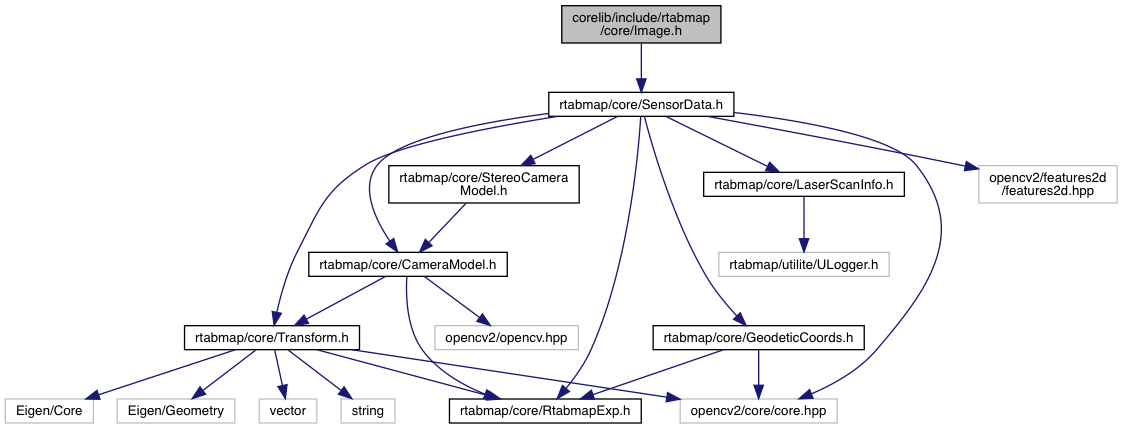 corelib/include/rtabmap
/core/Image.h
rtabmap/core/SensorData.h
rtabmap/core/StereoCamera
Model.h
rtabmap/core/LaserScanInfo.h
opencv2/features2d
/features2d.hpp
rtabmap/core/CameraModel.h
rtabmap/utilite/ULogger.h
rtabmap/core/Transform.h
opencv2/opencv.hpp
rtabmap/core/GeodeticCoords.h
Eigen/Core
Eigen/Geometry
vector
string
rtabmap/core/RtabmapExp.h
opencv2/core/core.hpp